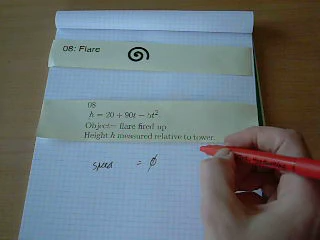 08: Flare
08
h = 20 + 90t − 5t²
Object= flare fired up
Height h measured relative to tower.
speed = 0